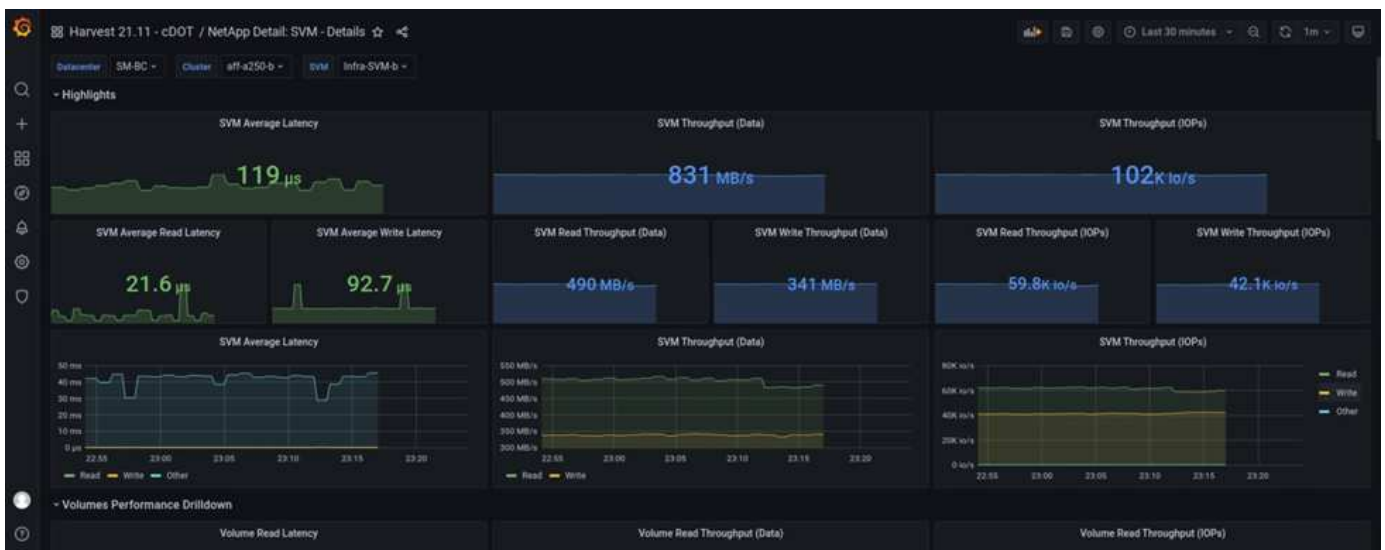 Harvest 21.11 - cDOT / NetApp Detail: SVM - Details
Last 30 minutes
1m
Datacenter SM-BC
Cluster aff-a250-b
SVM Infra-SVM-b
Highlights
SVM Average Latency
119 µs
SVM Throughput (Data)
831 MB/s
SVM Throughput (IOPs)
102K io/s
SVM Average Read Latency
21.6 µs
SVM Average Write Latency
92.7 µs
SVM Read Throughput (Data)
490 MB/s
SVM Write Throughput (Data)
341 MB/s
SVM Read Throughput (IOPs)
59.8K io/s
SVM Write Throughput (IOPs)
42.1K io/s
SVM Average Latency
50 ms
40 ms
30 ms
20 ms
10 ms
0 µs
22:55 23:00 23:05 23:10 23:15 23:20
Read Write Other
SVM Throughput (Data)
550 MB/s
500 MB/s
450 MB/s
400 MB/s
350 MB/s
300 MB/s
22:55 23:00 23:05 23:10 23:15 23:20
Read Write
SVM Throughput (IOPs)
80K io/s
60K io/s
40K io/s
20K io/s
0 io/s
22:55 23:00 23:05 23:10 23:15 23:20
Read
Write
Other
Volumes Performance Drilldown
Volume Read Latency
Volume Read Throughput (Data)
Volume Read Throughput (IOPs)